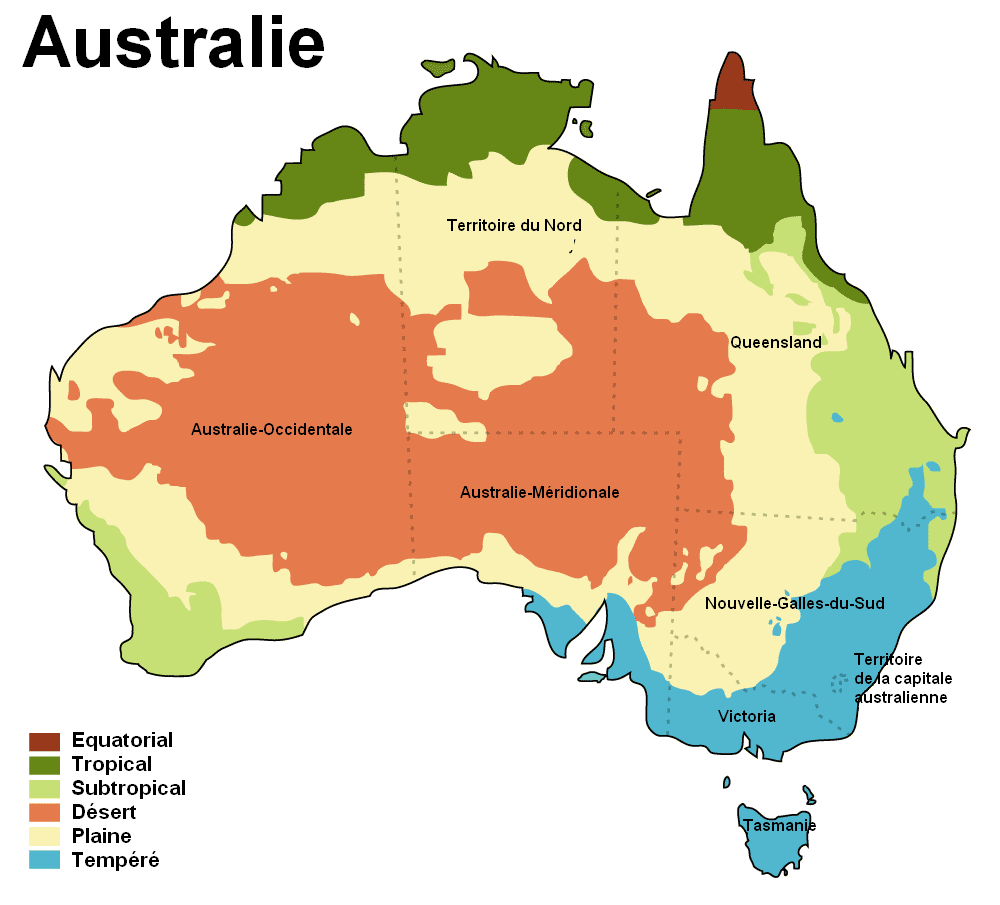 Australie
Territoire du Nord
Queensland
Australie-Occidentale
Australie-Méridionale
Nouvelle-Galles-du-Sud
Territoire
de la capitale
australienne
Victoria
Equatorial
Tropical
Subtropical
Désert
Plaine
Tempéré
Tasmanie